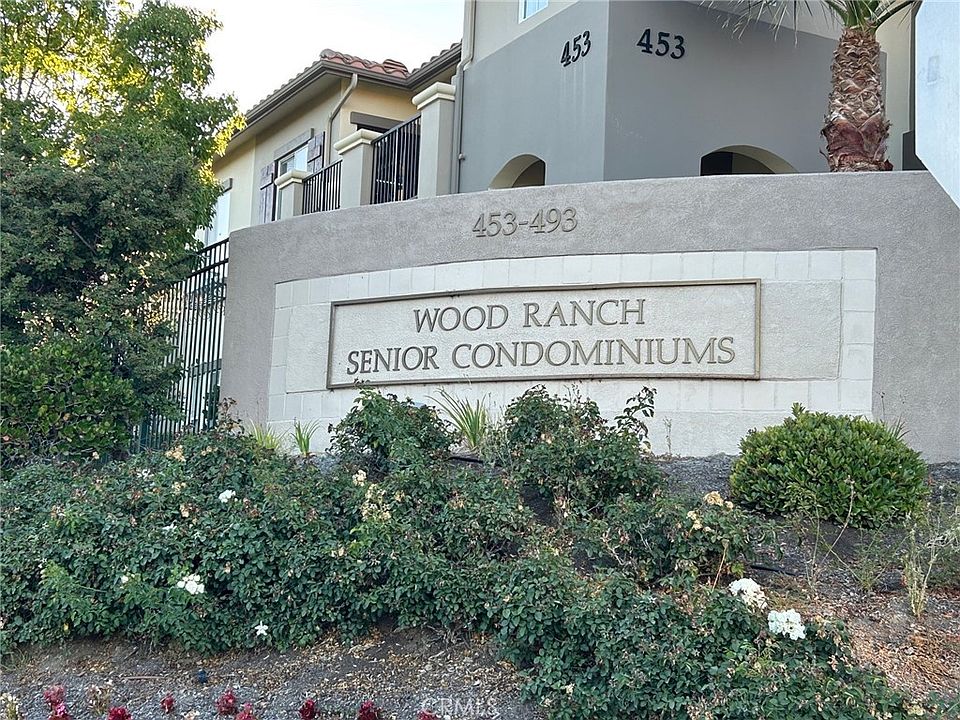 453 453
453-493
WOOD RANCH
SENIOR CONDOMINIUMS
CRMLS